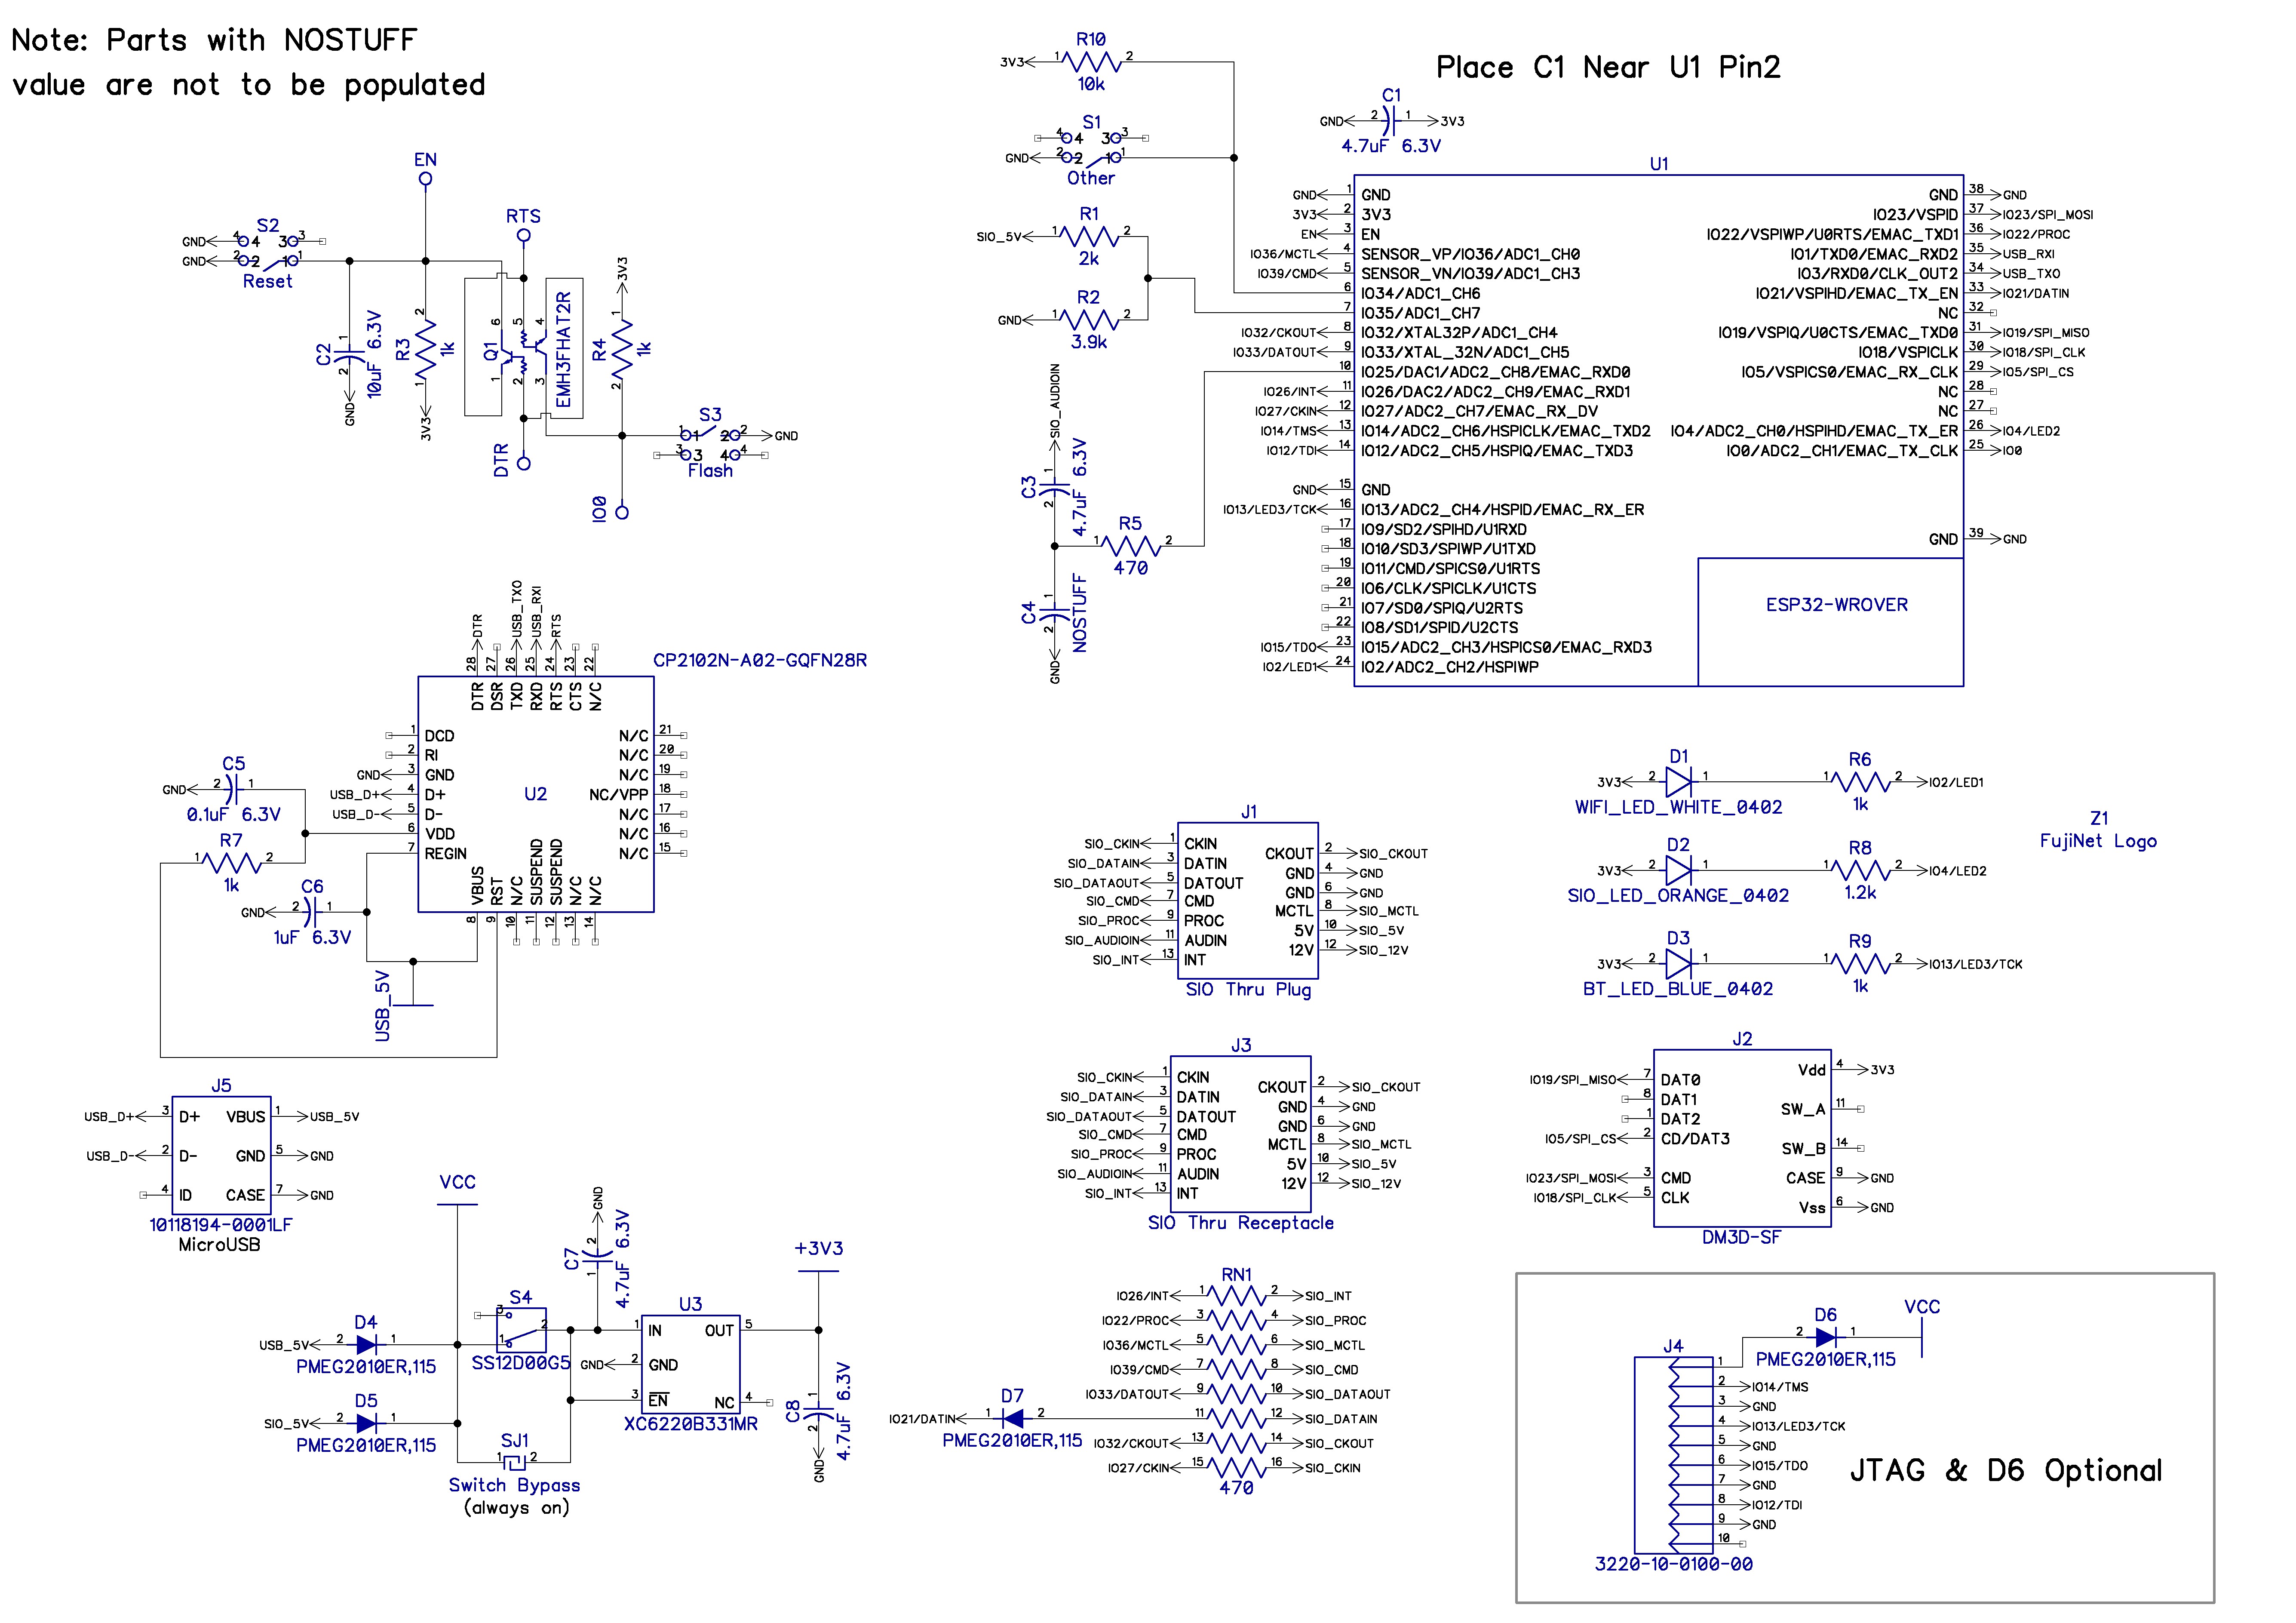 Note: Parts with NOSTUFF
value are not to be populated
Place C1 Near U1 Pin2
EN
RTS
S2
GND 4 4 3 3
GND 2 2 1 1
Reset
C2
10uF 6.3V
1
2
GND
R3
1k
2
1
3V3
Q1
EMH3FHAT2R
6 5 4
1 2 3
DTR
R4
1k
3V3
1
2
S3
1 1 2 2 GND
3 3 4 4
Flash
IO0
R10
3V3 1 2
10k
S1
4 4 3 3
GND 2 2 1 1
Other
R1
SIO_5V 1 2
2k
R2
GND 1 2
3.9k
C1
GND 2 1 3V3
4.7uF 6.3V
SIO_AUDIOIN
C3
4.7uF 6.3V
1
2
R5
1 2
470
C4
NOSTUFF
1
2
GND
U1
GND 1 GND
3V3 2 3V3
EN 3 EN
IO36/MCTL 4 SENSOR_VP/IO36/ADC1_CH0
IO39/CMD 5 SENSOR_VN/IO39/ADC1_CH3
6 IO34/ADC1_CH6
7 IO35/ADC1_CH7
IO32/CKOUT 8 IO32/XTAL32P/ADC1_CH4
IO33/DATOUT 9 IO33/XTAL_32N/ADC1_CH5
10 IO25/DAC1/ADC2_CH8/EMAC_RXD0
IO26/INT 11 IO26/DAC2/ADC2_CH9/EMAC_RXD1
IO27/CKIN 12 IO27/ADC2_CH7/EMAC_RX_DV
IO14/TMS 13 IO14/ADC2_CH6/HSPICLK/EMAC_TXD2
IO12/TDI 14 IO12/ADC2_CH5/HSPIQ/EMAC_TXD3
GND 15 GND
IO13/LED3/TCK 16 IO13/ADC2_CH4/HSPID/EMAC_RX_ER
17 IO9/SD2/SPIHD/U1RXD
18 IO10/SD3/SPIWP/U1TXD
19 IO11/CMD/SPICS0/U1RTS
20 IO6/CLK/SPICLK/U1CTS
21 IO7/SD0/SPIQ/U2RTS
22 IO8/SD1/SPID/U2CTS
IO15/TDO 23 IO15/ADC2_CH3/HSPICS0/EMAC_RXD3
IO2/LED1 24 IO2/ADC2_CH2/HSPIWP
GND 38 GND
IO23/VSPID 37 IO23/SPI_MOSI
IO22/VSPIWP/U0RTS/EMAC_TXD1 36 IO22/PROC
IO1/TXD0/EMAC_RXD2 35 USB_RXI
IO3/RXD0/CLK_OUT2 34 USB_TXO
IO21/VSPIHD/EMAC_TX_EN 33 IO21/DATIN
NC 32
IO19/VSPIQ/U0CTS/EMAC_TXD0 31 IO19/SPI_MISO
IO18/VSPICLK 30 IO18/SPI_CLK
IO5/VSPICS0/EMAC_RX_CLK 29 IO5/SPI_CS
NC 28
NC 27
IO4/ADC2_CH0/HSPIHD/EMAC_TX_ER 26 IO4/LED2
IO0/ADC2_CH1/EMAC_TX_CLK 25 IO0
GND 39 GND
ESP32-WROVER
CP2102N-A02-GQFN28R
DTR USB_TXO USB_RXI RTS
28 27 26 25 24 23 22
DTR DSR TXD RXD RTS CTS N/C
1 DCD
2 RI
GND 3 GND
USB_D+ 4 D+
USB_D- 5 D-
6 VDD
7 REGIN
U2
N/C 21
N/C 20
N/C 19
NC/VPP 18
N/C 17
N/C 16
N/C 15
VBUS RST N/C SUSPEND SUSPEND N/C N/C
8 9 10 11 12 13 14
C5
GND 2 1
0.1uF 6.3V
R7
1 2
1k
C6
GND 2 1
1uF 6.3V
USB_5V
J5
USB_D+ 3 D+ VBUS 1 USB_5V
USB_D- 2 D- GND 5 GND
4 ID CASE 7 GND
10118194-0001LF
MicroUSB
VCC
D4
USB_5V 2 1
PMEG2010ER,115
D5
SIO_5V 2 1
PMEG2010ER,115
S4
3
1 2
SS12D00G5
SJ1
1 2
Switch Bypass
(always on)
GND
C7
4.7uF 6.3V
2
1
U3
1 IN OUT 5
GND 2 GND
3 EN NC 4
XC6220B331MR
+3V3
C8
4.7uF 6.3V
1
2
GND
J1
SIO_CKIN 1 CKIN
SIO_DATAIN 3 DATIN
SIO_DATAOUT 5 DATOUT
SIO_CMD 7 CMD
SIO_PROC 9 PROC
SIO_AUDIOIN 11 AUDIN
SIO_INT 13 INT
CKOUT 2 SIO_CKOUT
GND 4 GND
GND 6 GND
MCTL 8 SIO_MCTL
5V 10 SIO_5V
12V 12 SIO_12V
SIO Thru Plug
J3
SIO_CKIN 1 CKIN
SIO_DATAIN 3 DATIN
SIO_DATAOUT 5 DATOUT
SIO_CMD 7 CMD
SIO_PROC 9 PROC
SIO_AUDIOIN 11 AUDIN
SIO_INT 13 INT
CKOUT 2 SIO_CKOUT
GND 4 GND
GND 6 GND
MCTL 8 SIO_MCTL
5V 10 SIO_5V
12V 12 SIO_12V
SIO Thru Receptacle
RN1
IO26/INT 1 2 SIO_INT
IO22/PROC 3 4 SIO_PROC
IO36/MCTL 5 6 SIO_MCTL
IO39/CMD 7 8 SIO_CMD
IO33/DATOUT 9 10 SIO_DATAOUT
11 12 SIO_DATAIN
IO32/CKOUT 13 14 SIO_CKOUT
IO27/CKIN 15 16 SIO_CKIN
470
D7
IO21/DATIN 1 2
PMEG2010ER,115
D1 R6
3V3 2 1 1 2 IO2/LED1
WIFI_LED_WHITE_0402 1k
D2 R8
3V3 2 1 1 2 IO4/LED2
SIO_LED_ORANGE_0402 1.2k
D3 R9
3V3 2 1 1 2 IO13/LED3/TCK
BT_LED_BLUE_0402 1k
Z1
FujiNet Logo
J2
IO19/SPI_MISO 7 DAT0
8 DAT1
1 DAT2
IO5/SPI_CS 2 CD/DAT3
IO23/SPI_MOSI 3 CMD
IO18/SPI_CLK 5 CLK
Vdd 4 3V3
SW_A 11
SW_B 14
CASE 9 GND
Vss 6 GND
DM3D-SF
D6
2 1
PMEG2010ER,115
VCC
J4
1
2 IO14/TMS
3 GND
4 IO13/LED3/TCK
5 GND
6 IO15/TDO
7 GND
8 IO12/TDI
9 GND
10
3220-10-0100-00
JTAG & D6 Optional